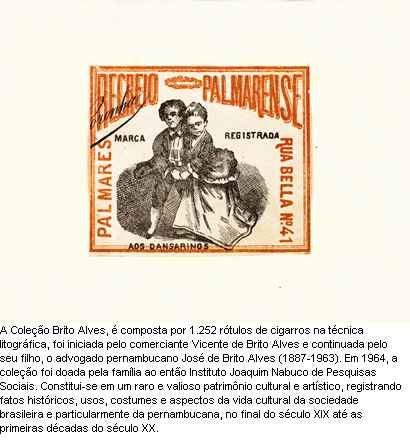 RECREIO PALMARENSE
MARCA REGISTRADA
PALMARES
RUA BELLA Nº 41
AOS DANSARINOS
A Coleção Brito Alves, é composta por 1.252 rótulos de cigarros na técnica
litográfica, foi iniciada pelo comerciante Vicente de Brito Alves e continuada pelo
seu filho, o advogado pernambucano José de Brito Alves (1887-1963). Em 1964, a
coleção foi doada pela família ao então Instituto Joaquim Nabuco de Pesquisas
Sociais. Constitui-se em um raro e valioso patrimônio cultural e artístico, registrando
fatos históricos, usos, costumes e aspectos da vida cultural da sociedade
brasileira e particularmente da pernambucana, no final do século XIX até as
primeiras décadas do século XX.